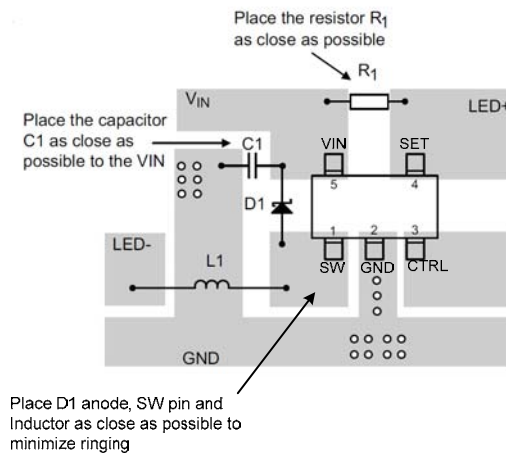 Place the resistor R1
as close as possible
R1
VIN
LED+
Place the capacitor
C1 as close as
possible to the VIN
C1
VIN
SET
5
4
D1
1
2
3
LED-
L1
SW
GND
CTRL
GND
Place D1 anode, SW pin and
Inductor as close as possible to
minimize ringing